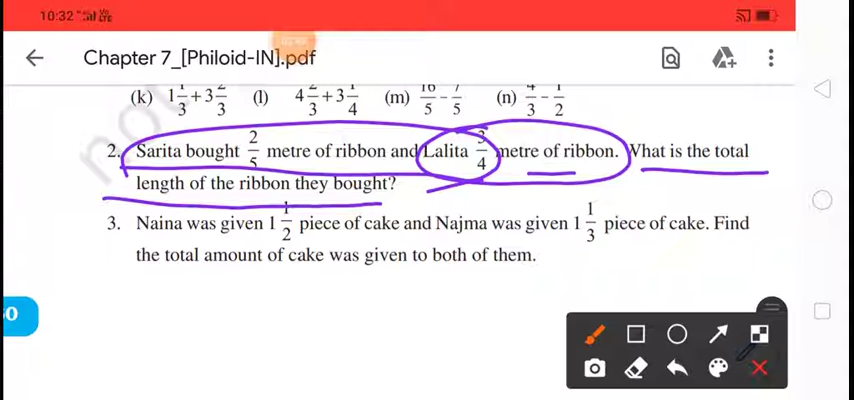 10:32
Chapter 7_[Philoid-IN].pdf
(k) 1 1/3 + 3 2/3 (l) 4 2/3 + 3 1/4 (m) 16/5 - 7/5 (n) 4/3 - 1/2
2. Sarita bought 2/5 metre of ribbon and Lalita 3/4 metre of ribbon. What is the total
length of the ribbon they bought?
3. Naina was given 1 1/2 piece of cake and Najma was given 1 1/3 piece of cake. Find
the total amount of cake was given to both of them.